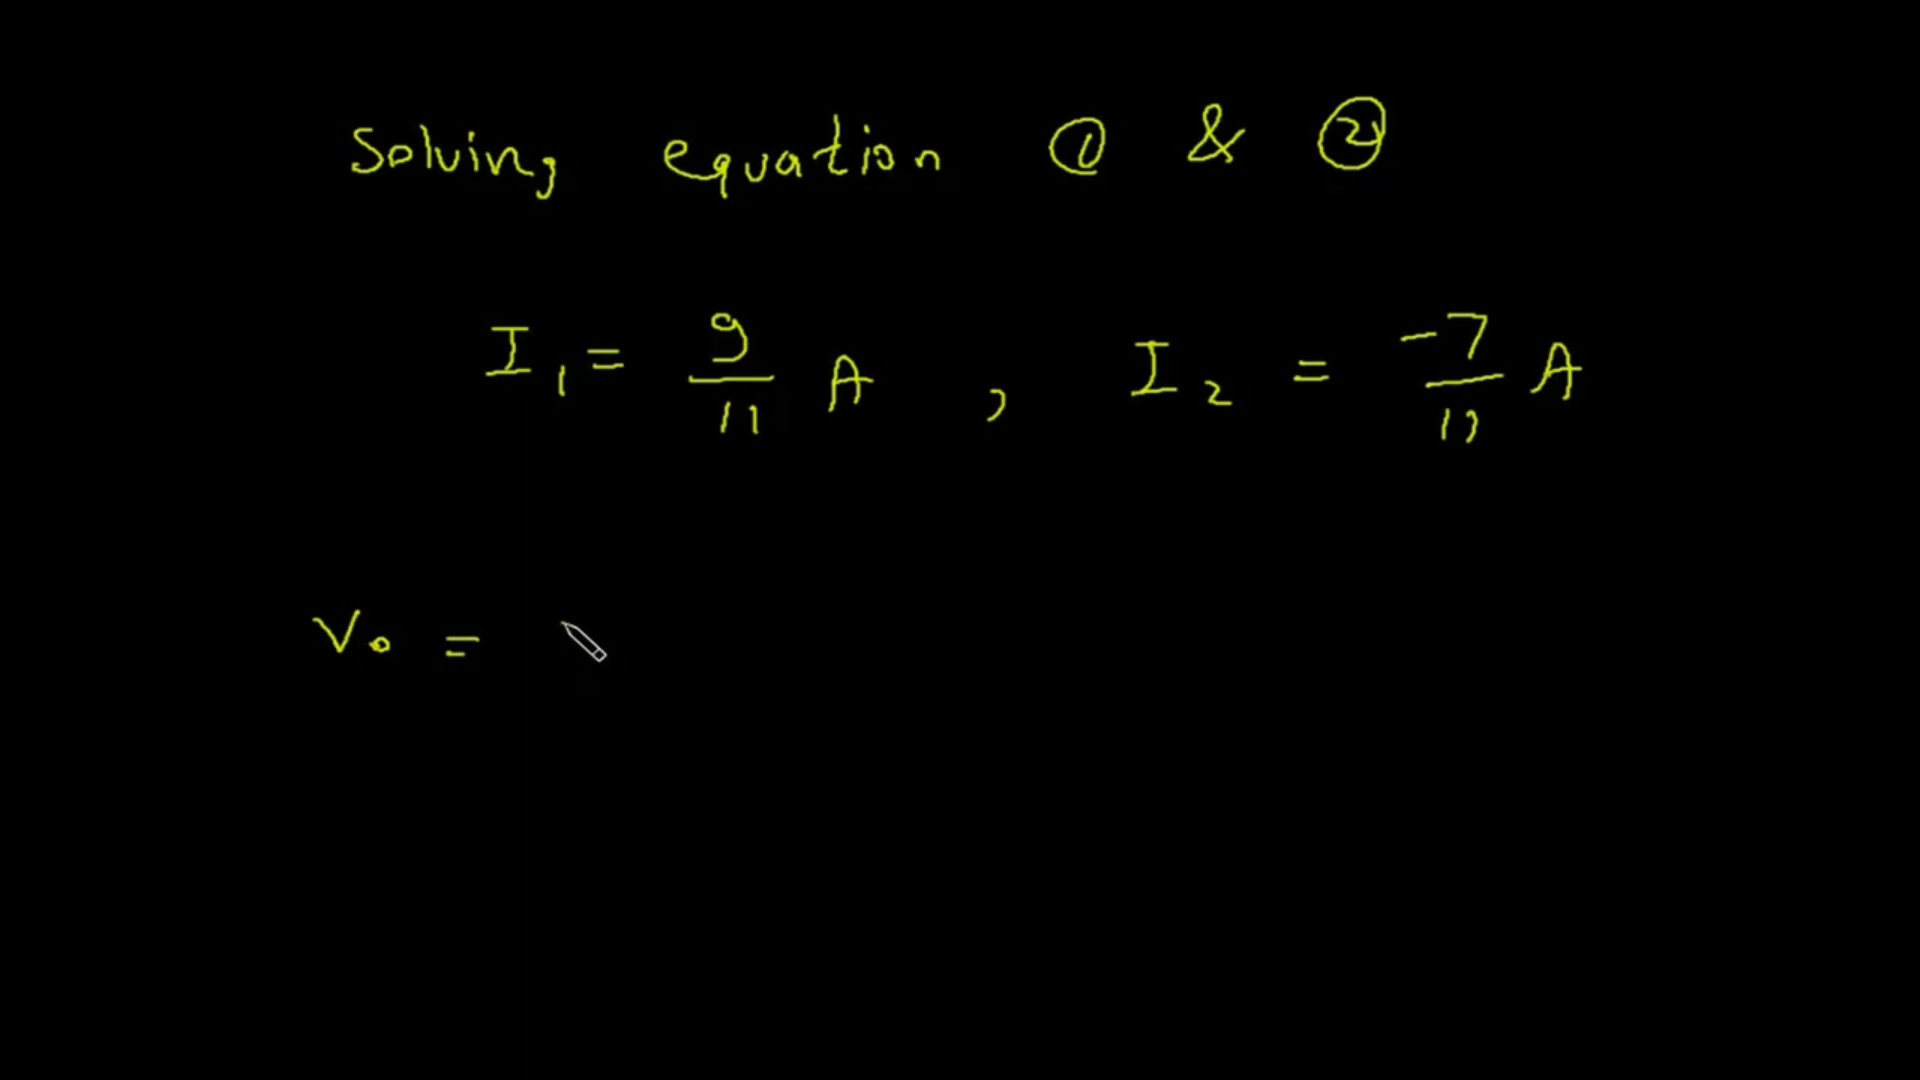 Solving equation ① & ②
I₁ = 9/11 A , I₂ = -7/11 A
V₀ =